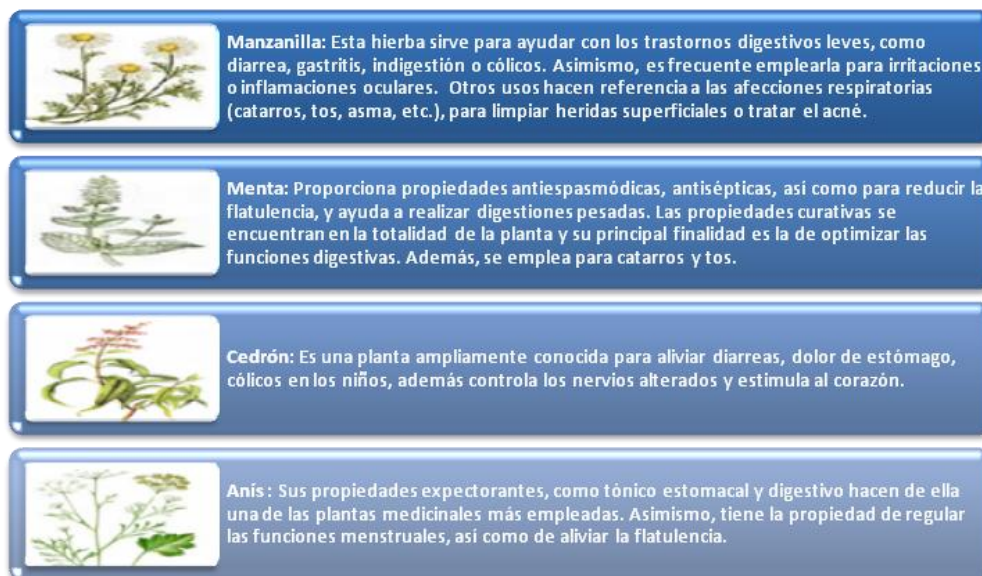 Manzanilla: Esta hierba sirve para ayudar con los trastornos digestivos leves, como
diarrea, gastritis, indigestión o cólicos. Asimismo, es frecuente emplearla para irritaciones
o inflamaciones oculares. Otros usos hacen referencia a las afecciones respiratorias
(catarros, tos, asma, etc.), para limpiar heridas superficiales o tratar el acné.
Menta: Proporciona propiedades antiespasmódicas, antisépticas, así como para reducir la
flatulencia, y ayuda a realizar digestiones pesadas. Las propiedades curativas se
encuentran en la totalidad de la planta y su principal finalidad es la de optimizar las
funciones digestivas. Además, se emplea para catarros y tos.
Cedrón: Es una planta ampliamente conocida para aliviar diarreas, dolor de estómago,
cólicos en los niños, además controla los nervios alterados y estimula al corazón.
Anís: Sus propiedades expectorantes, como tónico estomacal y digestivo hacen de ella
una de las plantas medicinales más empleadas. Asimismo, tiene la propiedad de regular
las funciones menstruales, así como de aliviar la flatulencia.